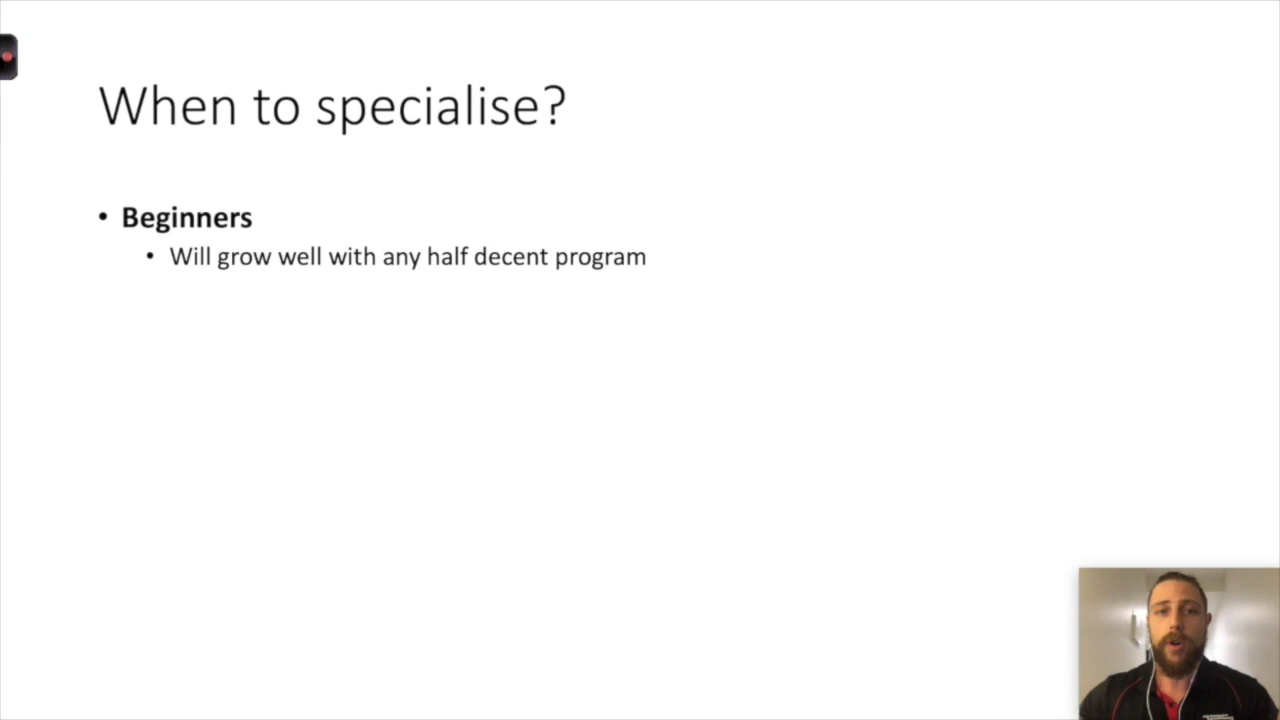 When to specialise?
• Beginners
• Will grow well with any half decent program